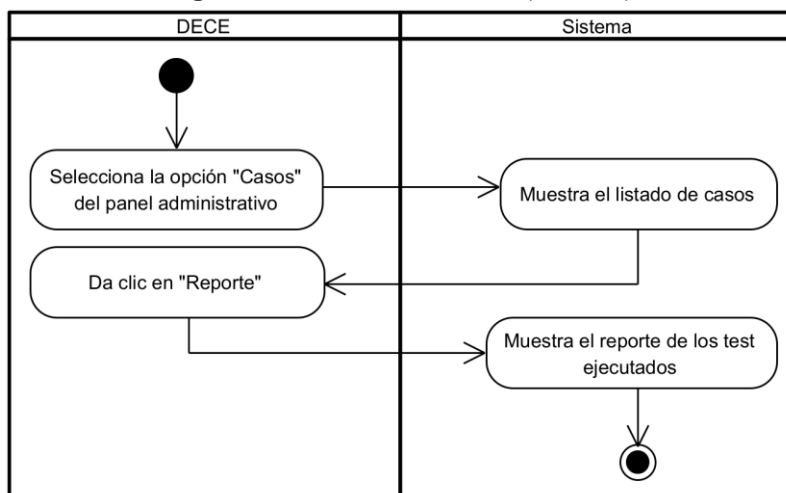 DECE
Sistema
Selecciona la opción "Casos"
del panel administrativo
Muestra el listado de casos
Da clic en "Reporte"
Muestra el reporte de los test
ejecutados